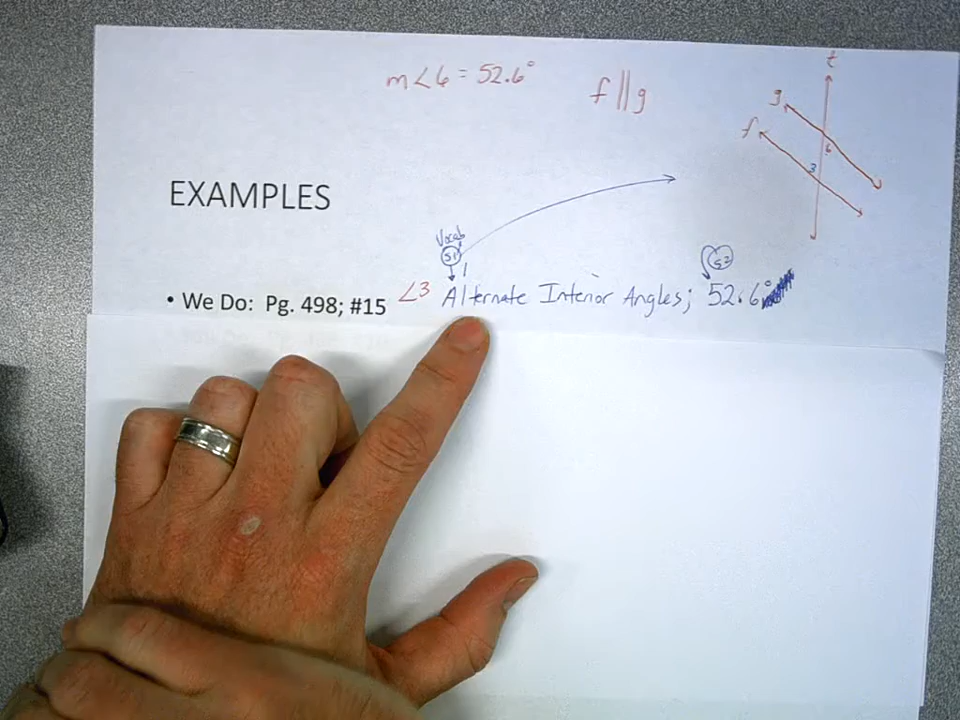 m∠6 = 52.6°
f || g
t
g
f
6
3
EXAMPLES
Vocab
S1
S2
• We Do: Pg. 498; #15
∠3 Alternate Interior Angles; 52.6°